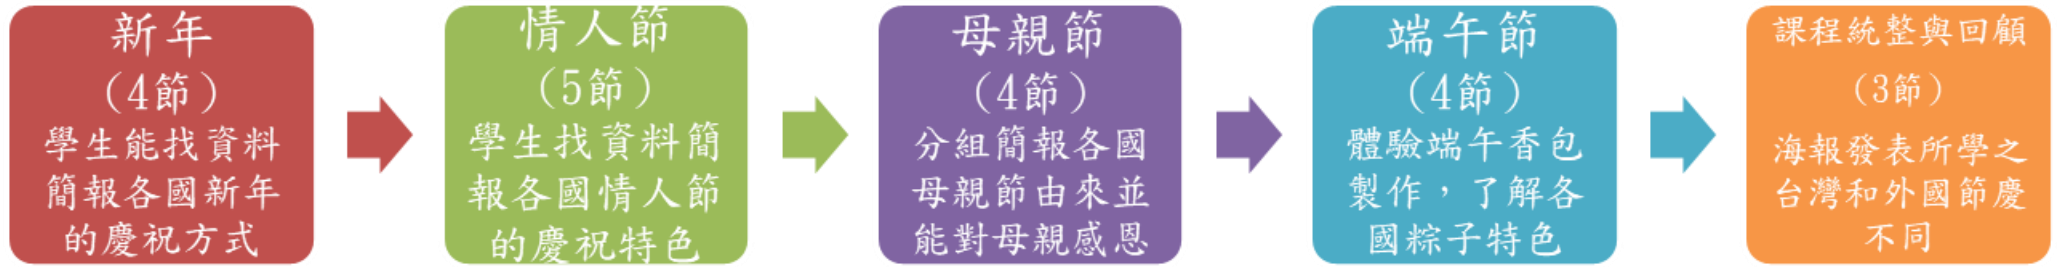 新年
（4節）
學生能找資料
簡報各國新年
的慶祝方式
情人節
（5節）
學生找資料簡
報各國情人節
的慶祝特色
母親節
（4節）
分組簡報各國
母親節由來並
能對母親感恩
端午節
（4節）
體驗端午香包
製作，了解各
國粽子特色
課程統整與回顧
（3節）
海報發表所學之
台灣和外國節慶
不同